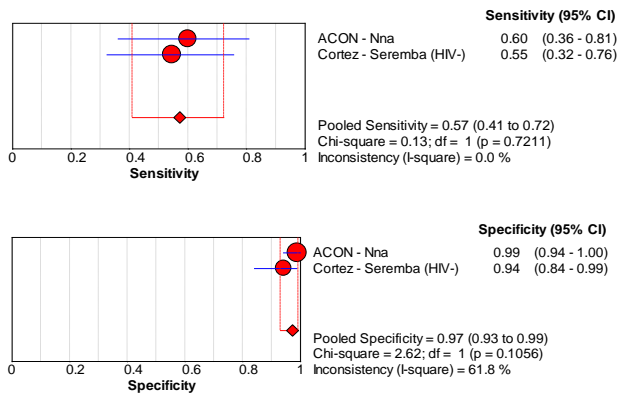 Sensitivity (95% CI)
ACON - Nna 0.60 (0.36 - 0.81)
Cortez - Seremba (HIV-) 0.55 (0.32 - 0.76)
Pooled Sensitivity = 0.57 (0.41 to 0.72)
Chi-square = 0.13; df = 1 (p = 0.7211)
Inconsistency (I-square) = 0.0 %
0 0.2 0.4 0.6 0.8 1
Sensitivity
Specificity (95% CI)
ACON - Nna 0.99 (0.94 - 1.00)
Cortez - Seremba (HIV-) 0.94 (0.84 - 0.99)
Pooled Specificity = 0.97 (0.93 to 0.99)
Chi-square = 2.62; df = 1 (p = 0.1056)
Inconsistency (I-square) = 61.8 %
0 0.2 0.4 0.6 0.8 1
Specificity